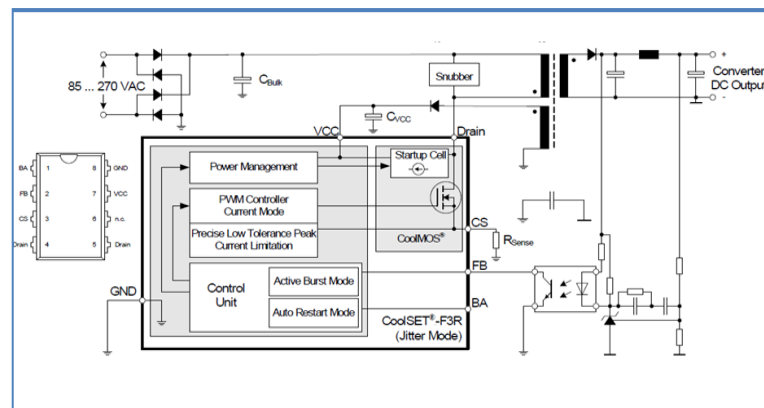 Snubber
+
Converter
DC Output
-
85 ... 270 VAC
CBulk
CVCC
VCC
Drain
Power Management
Startup Cell
PWM Controller
Current Mode
Precise Low Tolerance Peak
Current Limitation
CoolMOS®
CS
RSense
FB
Control
Unit
Active Burst Mode
Auto Restart Mode
BA
GND
CoolSET®-F3R
(Jitter Mode)
BA 1 8 GND
FB 2 7 VCC
CS 3 6 n.c.
Drain 4 5 Drain